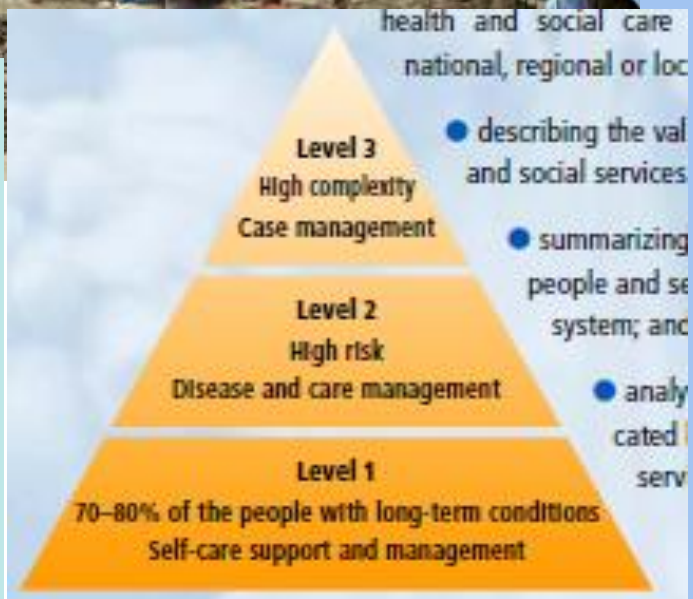 health and social care
national, regional or loc
● describing the val
and social services
● summarizing
people and se
system; and
● analy
cated
serv
Level 3
High complexity
Case management
Level 2
High risk
Disease and care management
Level 1
70–80% of the people with long-term conditions
Self-care support and management